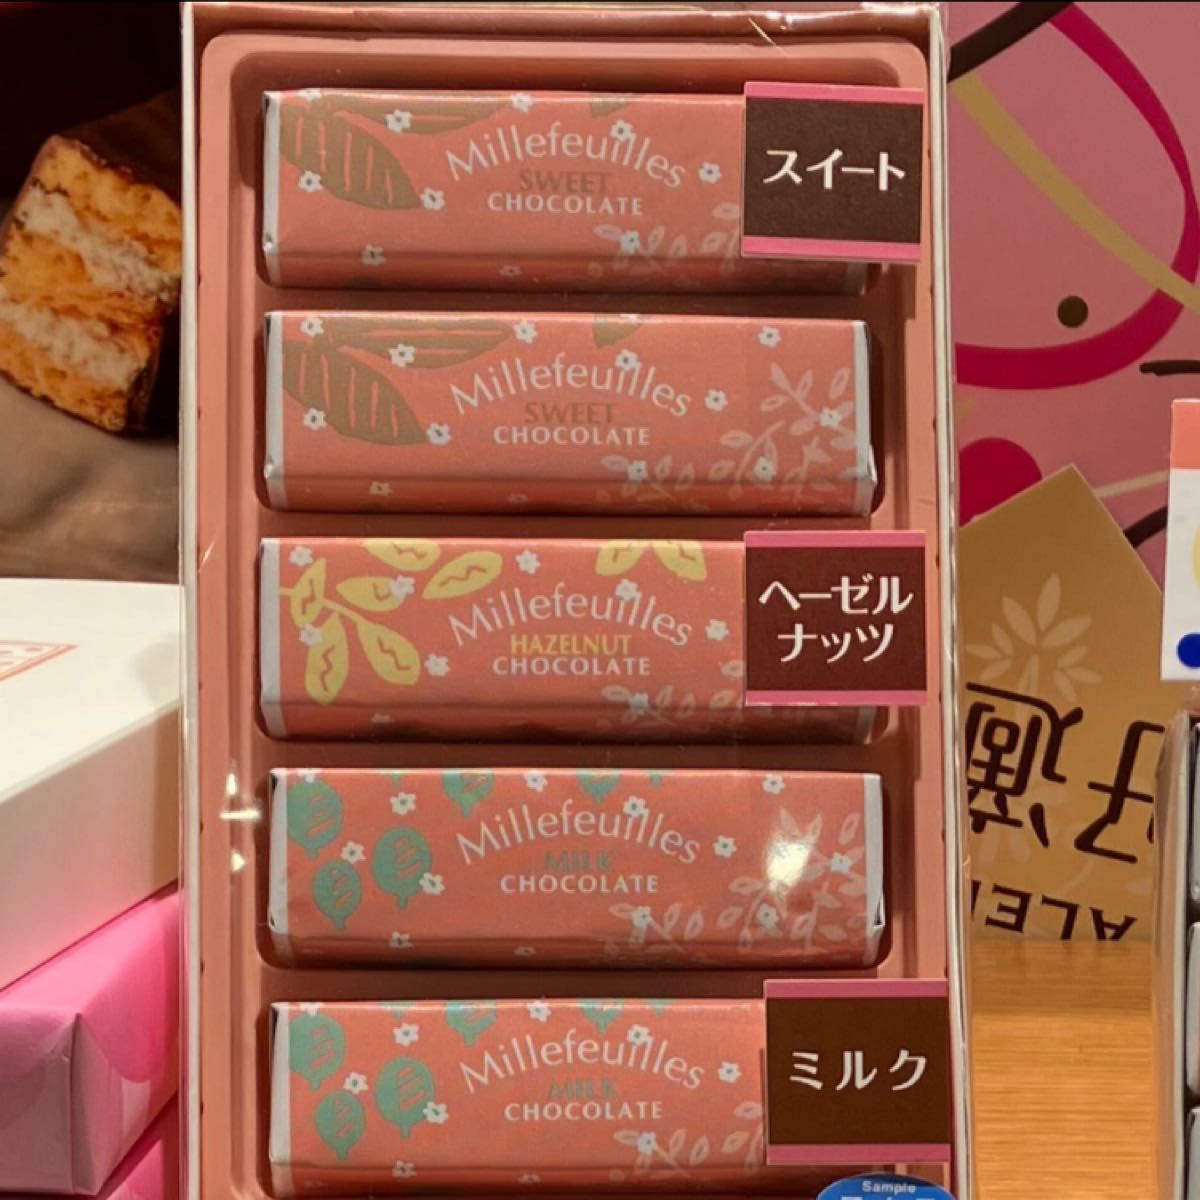 Millefeuilles
SWEET
CHOCOLATE
スイート
Millefeuilles
SWEET
CHOCOLATE
Millefeuilles
HAZELNUT
CHOCOLATE
ヘーゼル
ナッツ
Millefeuilles
MILK
CHOCOLATE
Millefeuilles
MILK
CHOCOLATE
ミルク
Sample